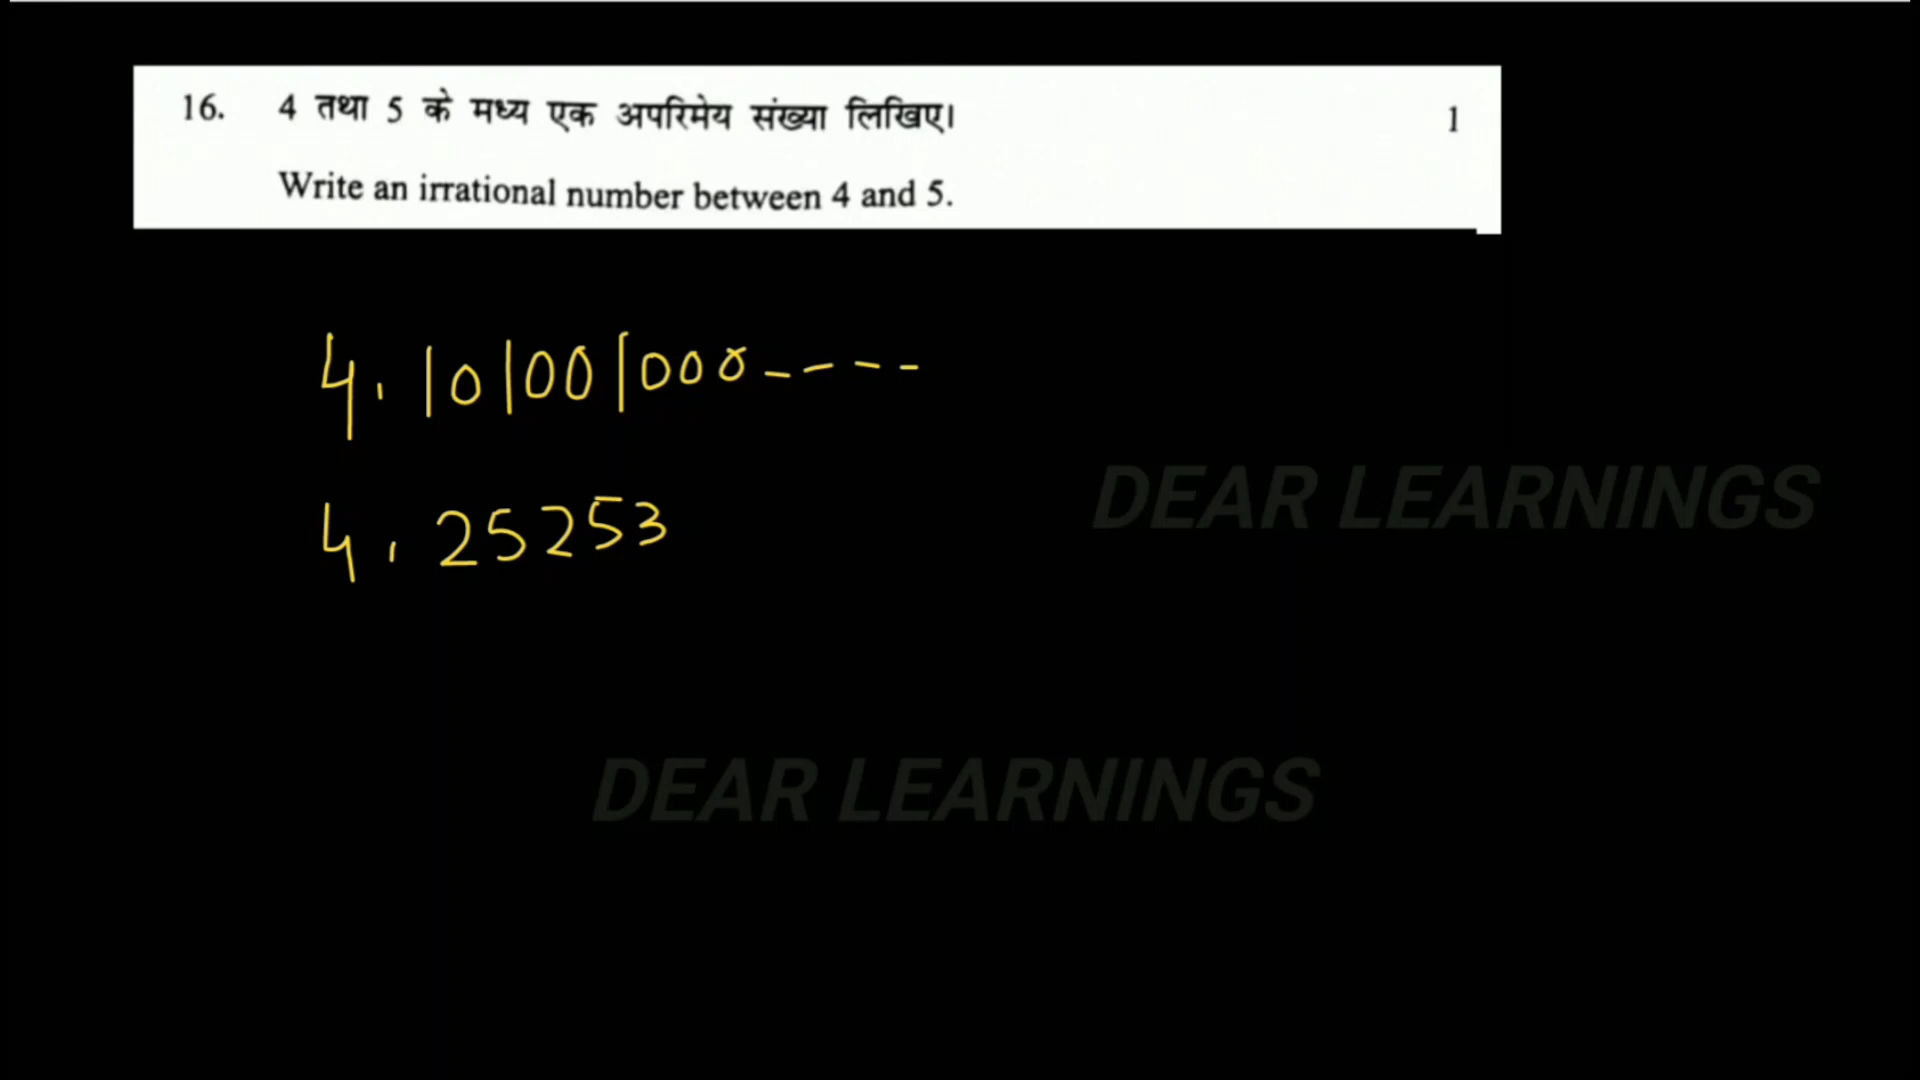 16. 4 तथा 5 के मध्य एक अपरिमेय संख्या लिखिए। 1
Write an irrational number between 4 and 5.
4.101001000----
4.25253
DEAR LEARNINGS
DEAR LEARNINGS